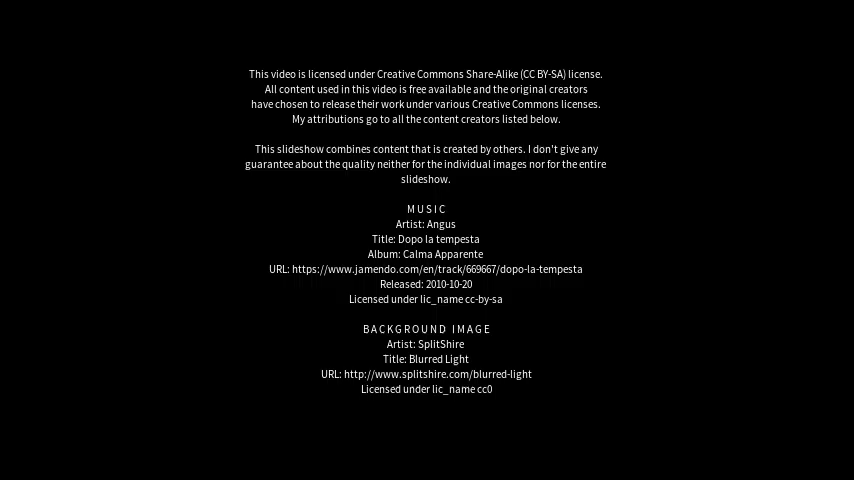 This video is licensed under Creative Commons Share-Alike (CC BY-SA) license.
All content used in this video is free available and the original creators
have chosen to release their work under various Creative Commons licenses.
My attributions go to all the content creators listed below.
This slideshow combines content that is created by others. I don't give any
guarantee about the quality neither for the individual images nor for the entire
slideshow.
MUSIC
Artist: Angus
Title: Dopo la tempesta
Album: Calma Apparente
URL: https://www.jamendo.com/en/track/669667/dopo-la-tempesta
Released: 2010-10-20
Licensed under lic_name cc-by-sa
BACKGROUND IMAGE
Artist: SplitShire
Title: Blurred Light
URL: http://www.splitshire.com/blurred-light
Licensed under lic_name cc0